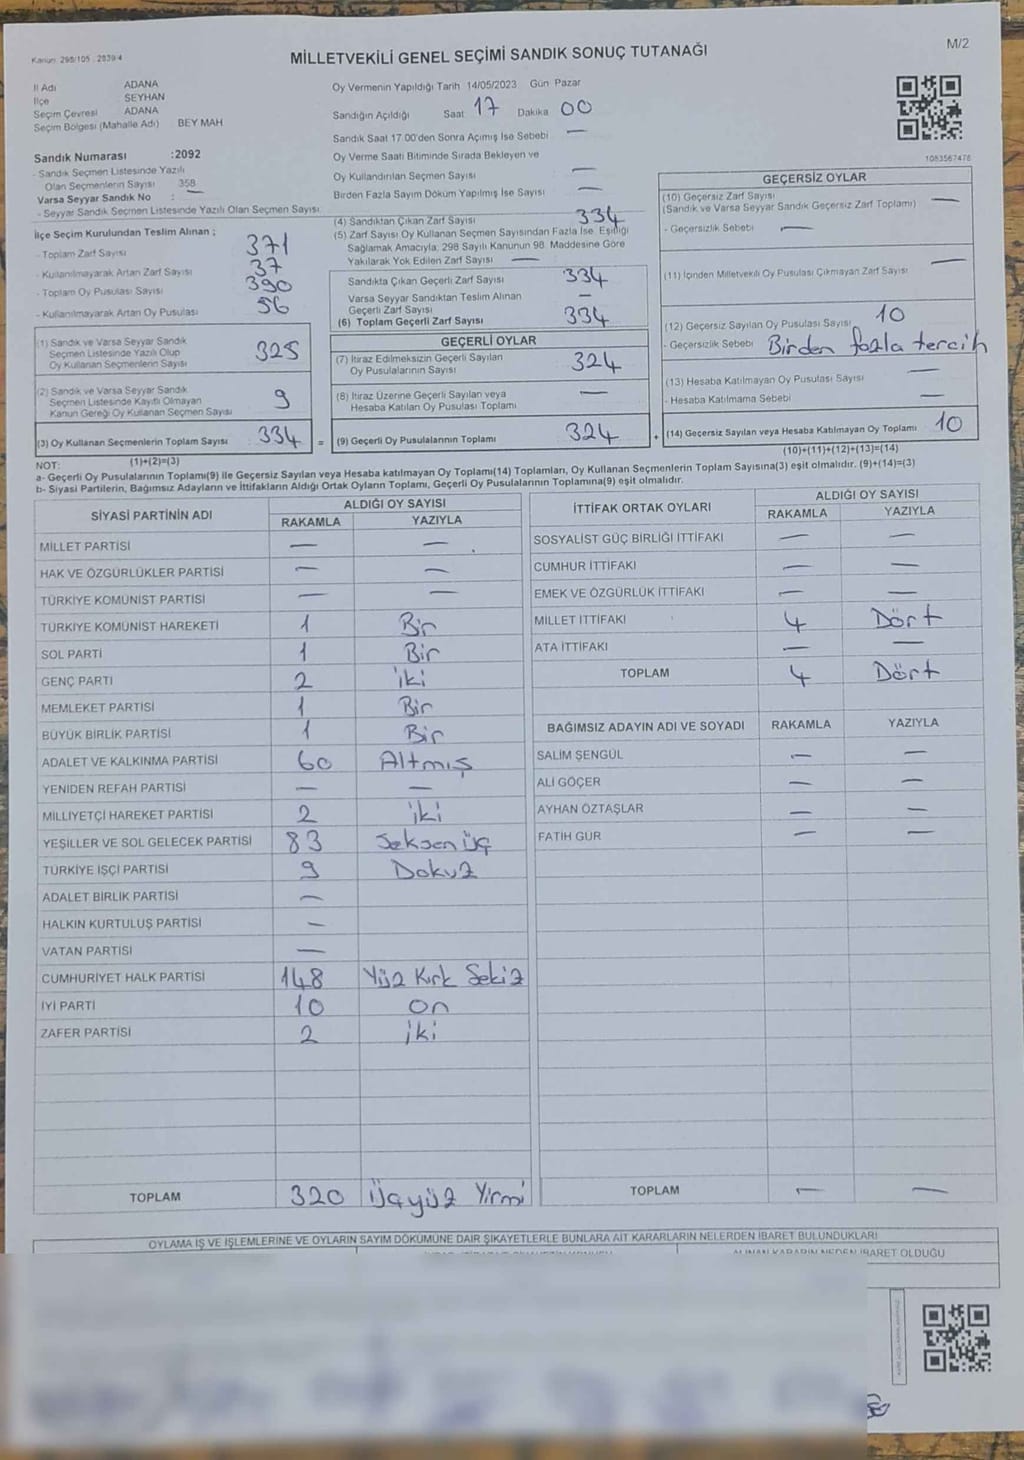 Kanun: 298/105 , 2839/4
MİLLETVEKİLİ GENEL SEÇİMİ SANDIK SONUÇ TUTANAĞI
M/2
İl Adı ADANA
İlçe SEYHAN
Seçim Çevresi ADANA
Seçim Bölgesi (Mahalle Adı) BEY MAH
Sandık Numarası :2092
- Sandık Seçmen Listesinde Yazılı
Olan Seçmenlerin Sayısı 358
Varsa Seyyar Sandık No :
- Seyyar Sandık Seçmen Listesinde Yazılı Olan Seçmen Sayısı
Oy Vermenin Yapıldığı Tarih 14/05/2023 Gün Pazar
Sandığın Açıldığı Saat 17 Dakika 00
Sandık Saat 17:00'den Sonra Açımış İse Sebebi —
Oy Verme Saati Bitiminde Sırada Bekleyen ve
Oy Kullandırılan Seçmen Sayısı —
Birden Fazla Sayım Döküm Yapılmış İse Sayısı —
1083567478
İlçe Seçim Kurulundan Teslim Alınan ;
- Toplam Zarf Sayısı 371
- Kullanılmayarak Artan Zarf Sayısı 37
- Toplam Oy Pusulası Sayısı 390
- Kullanılmayarak Artan Oy Pusulası 56
(1) Sandık ve Varsa Seyyar Sandık
Seçmen Listesinde Yazılı Olup
Oy Kullanan Seçmenlerin Sayısı 325
(2) Sandık ve Varsa Seyyar Sandık
Seçmen Listesinde Kayıtlı Olmayan
Kanun Gereği Oy Kullanan Seçmen Sayısı 9
(3) Oy Kullanan Seçmenlerin Toplam Sayısı 334 =
(1)+(2)=(3)
(4) Sandıktan Çıkan Zarf Sayısı 334
(5) Zarf Sayısı Oy Kullanan Seçmen Sayısından Fazla İse, Eşitliği
Sağlamak Amacıyla, 298 Sayılı Kanunun 98. Maddesine Göre
Yakılarak Yok Edilen Zarf Sayısı —
Sandıkta Çıkan Geçerli Zarf Sayısı 334
Varsa Seyyar Sandıktan Teslim Alınan
Geçerli Zarf Sayısı —
(6) Toplam Geçerli Zarf Sayısı 334
GEÇERLİ OYLAR
(7) İtiraz Edilmeksizin Geçerli Sayılan
Oy Pusulalarının Sayısı 324
(8) İtiraz Üzerine Geçerli Sayılan veya
Hesaba Katılan Oy Pusulası Toplamı —
(9) Geçerli Oy Pusulalarının Toplamı 324 +
GEÇERSİZ OYLAR
(10) Geçersiz Zarf Sayısı —
(Sandık ve Varsa Seyyar Sandık Geçersiz Zarf Toplamı)
- Geçersizlik Sebebi —
(11) İçinden Milletvekili Oy Pusulası Çıkmayan Zarf Sayısı —
(12) Geçersiz Sayılan Oy Pusulası Sayısı 10
- Geçersizlik Sebebi Birden fazla tercih
(13) Hesaba Katılmayan Oy Pusulası Sayısı —
- Hesaba Katılmama Sebebi —
(14) Geçersiz Sayılan veya Hesaba Katılmayan Oy Toplamı 10
(10)+(11)+(12)+(13)=(14)
NOT:
a- Geçerli Oy Pusulalarının Toplamı(9) ile Geçersiz Sayılan veya Hesaba katılmayan Oy Toplamı(14) Toplamları, Oy Kullanan Seçmenlerin Toplam Sayısına(3) eşit olmalıdır. (9)+(14)=(3)
b- Siyasi Partilerin, Bağımsız Adayların ve İttifakların Aldığı Ortak Oyların Toplamı, Geçerli Oy Pusulalarının Toplamına(9) eşit olmalıdır.
SİYASİ PARTİNİN ADI ALDIĞI OY SAYISI
RAKAMLA YAZIYLA
MİLLET PARTİSİ — —
HAK VE ÖZGÜRLÜKLER PARTİSİ — —
TÜRKİYE KOMÜNİST PARTİSİ — —
TÜRKİYE KOMÜNİST HAREKETİ 1 Bir
SOL PARTİ 1 Bir
GENÇ PARTİ 2 iki
MEMLEKET PARTİSİ 1 Bir
BÜYÜK BİRLİK PARTİSİ 1 Bir
ADALET VE KALKINMA PARTİSİ 60 Altmış
YENİDEN REFAH PARTİSİ — —
MİLLİYETÇİ HAREKET PARTİSİ 2 iki
YEŞİLLER VE SOL GELECEK PARTİSİ 83 Seksen üç
TÜRKİYE İŞÇİ PARTİSİ 9 Dokuz
ADALET BİRLİK PARTİSİ —
HALKIN KURTULUŞ PARTİSİ —
VATAN PARTİSİ —
CUMHURİYET HALK PARTİSİ 148 Yüz Kırk Sekiz
İYİ PARTİ 10 on
ZAFER PARTİSİ 2 iki
TOPLAM 320 Üçyüz Yirmi
İTTİFAK ORTAK OYLARI ALDIĞI OY SAYISI
RAKAMLA YAZIYLA
SOSYALİST GÜÇ BİRLİĞİ İTTİFAKI — —
CUMHUR İTTİFAKI — —
EMEK VE ÖZGÜRLÜK İTTİFAKI — —
MİLLET İTTİFAKI 4 Dört
ATA İTTİFAKI — —
TOPLAM 4 Dört
BAĞIMSIZ ADAYIN ADI VE SOYADI RAKAMLA YAZIYLA
SALİM ŞENGÜL — —
ALİ GÖÇER — —
AYHAN ÖZTAŞLAR — —
FATİH GÜR — —
TOPLAM — —
OYLAMA İŞ VE İŞLEMLERİNE VE OYLARIN SAYIM DÖKÜMÜNE DAİR ŞİKAYETLERLE BUNLARA AİT KARARLARIN NELERDEN İBARET BULUNDUKLARI
ALINAN KARARIN NEDEN İBARET OLDUĞU